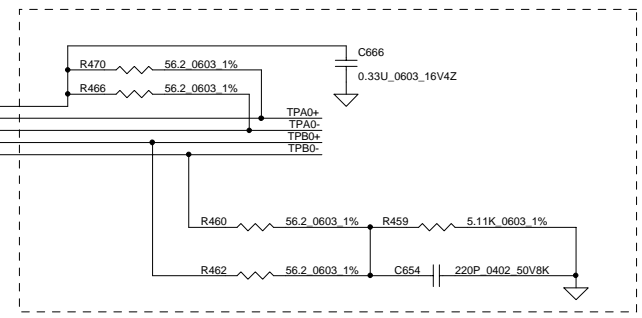 C666
R470 56.2_0603_1%
0.33U_0603_16V4Z
R466 56.2_0603_1%
TPA0+
TPA0-
TPB0+
TPB0-
R460 56.2_0603_1% R459 5.11K_0603_1%
R462 56.2_0603_1% C654 220P_0402_50V8K